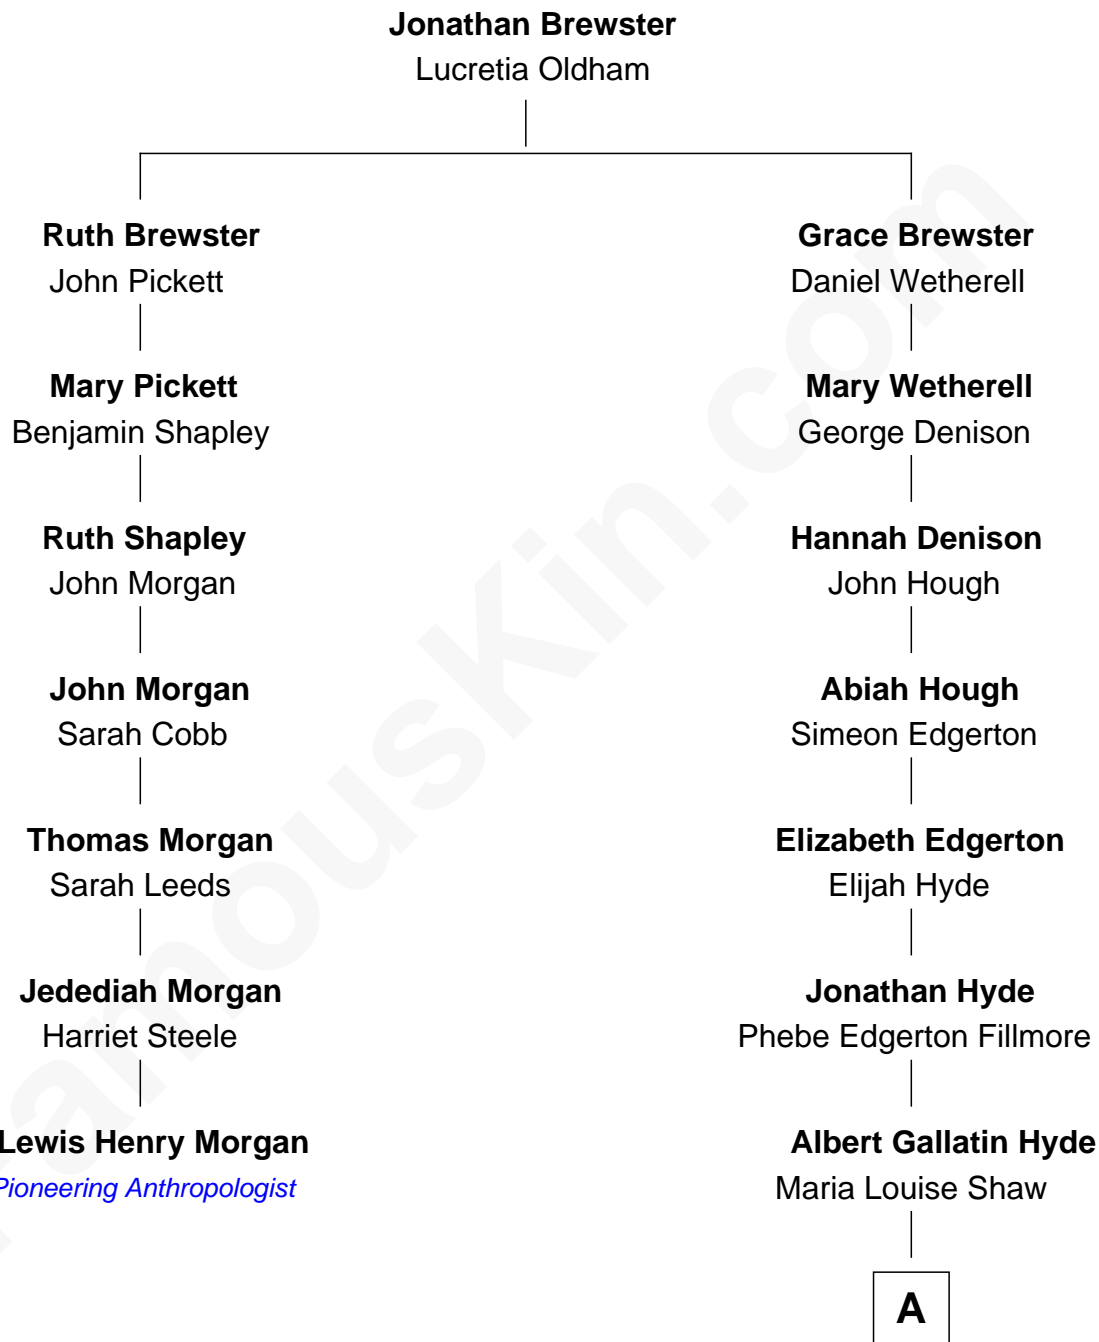 Jonathan Brewster
Lucretia Oldham
Ruth Brewster
John Pickett
Grace Brewster
Daniel Wetherell
Mary Pickett
Benjamin Shapley
Mary Wetherell
George Denison
Ruth Shapley
John Morgan
Hannah Denison
John Hough
John Morgan
Sarah Cobb
Abiah Hough
Simeon Edgerton
Thomas Morgan
Sarah Leeds
Elizabeth Edgerton
Elijah Hyde
Jedediah Morgan
Harriet Steele
Jonathan Hyde
Phebe Edgerton Fillmore
Lewis Henry Morgan
Pioneering Anthropologist
Albert Gallatin Hyde
Maria Louise Shaw
A
FamousKin.com